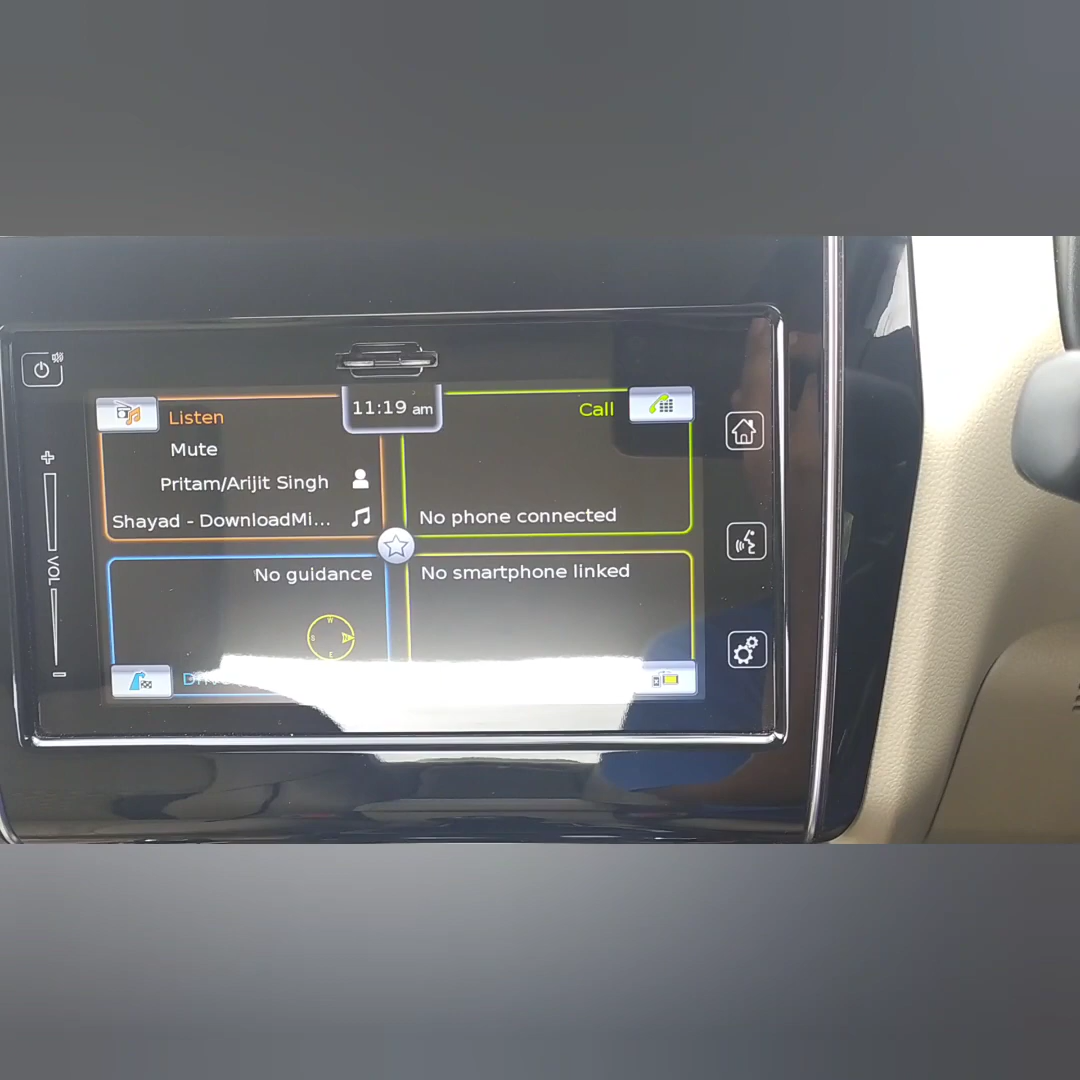 11:19 am
Listen
Mute
Pritam/Arijit Singh
Shayad - DownloadMi...
Call
No phone connected
No guidance
W
S
E
No smartphone linked
VOL